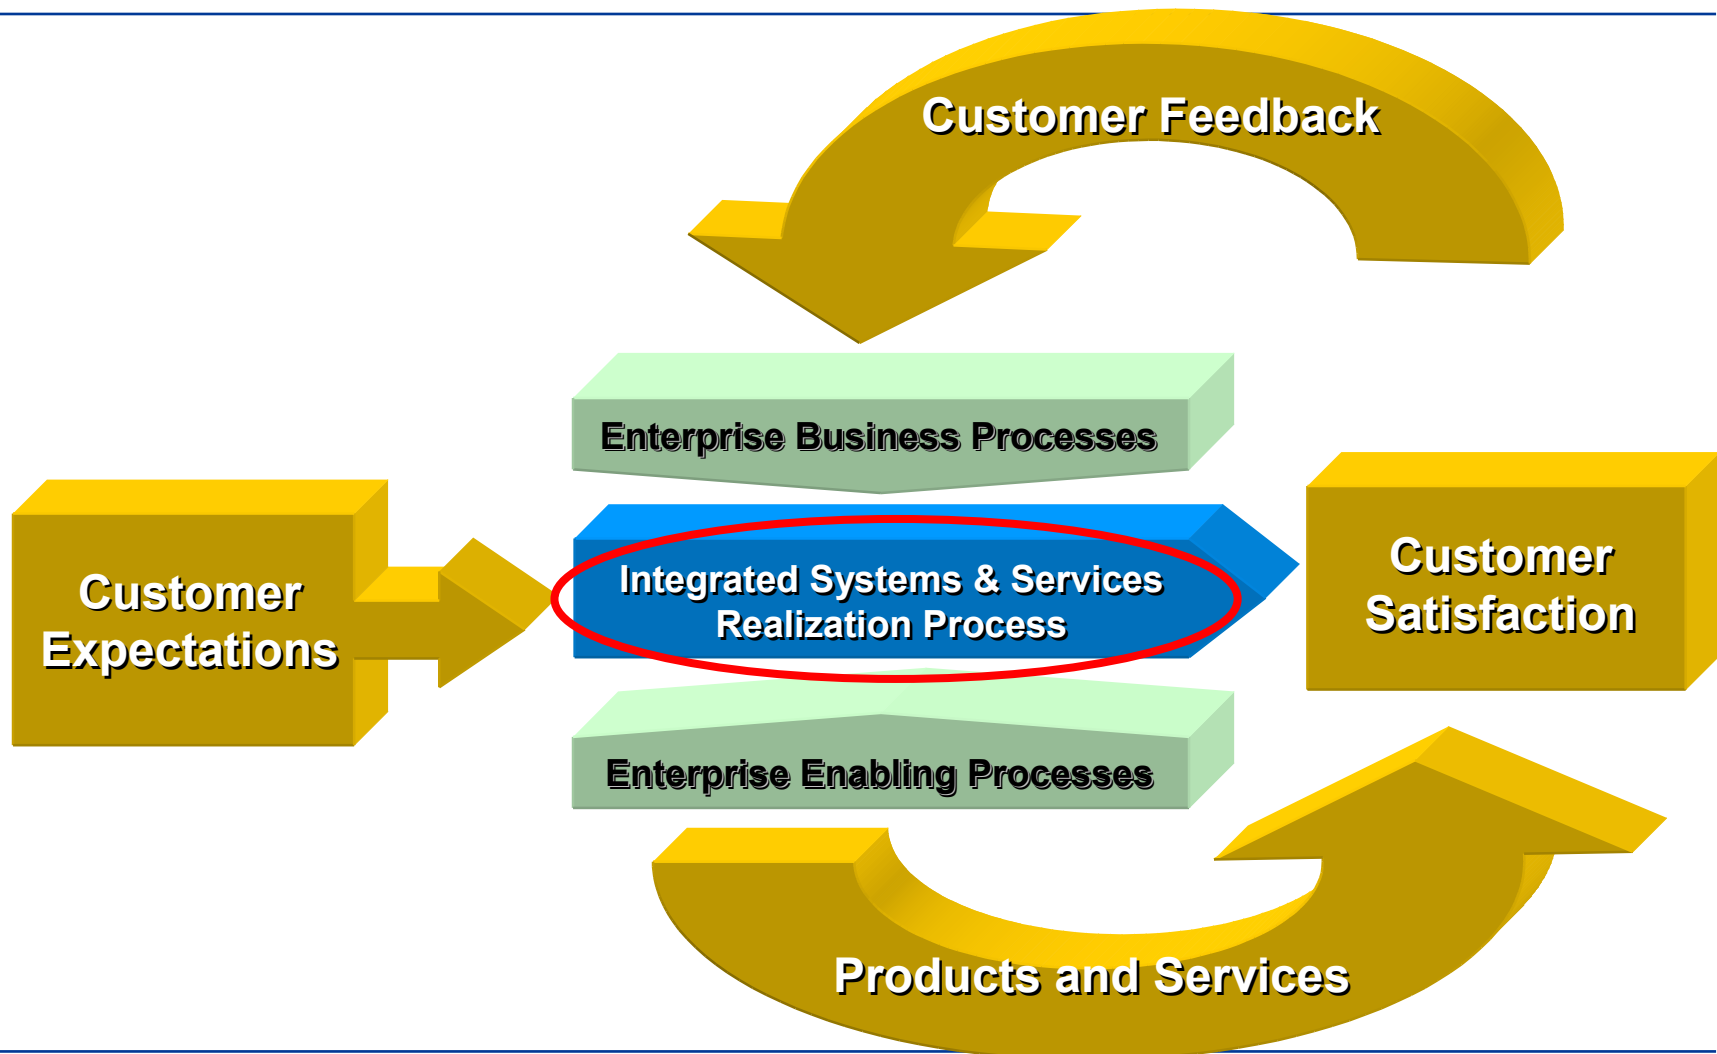 Customer Feedback
Enterprise Business Processes
Customer
Expectations
Integrated Systems & Services
Realization Process
Customer
Satisfaction
Enterprise Enabling Processes
Products and Services